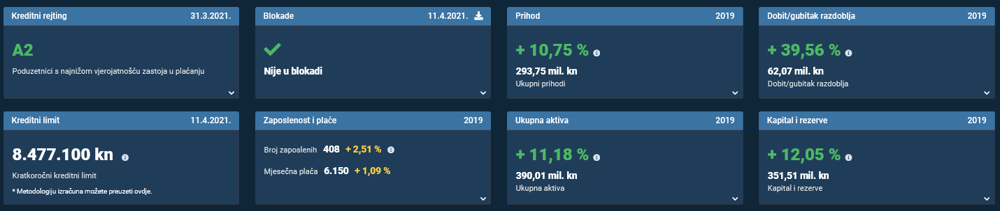 Kreditni rejting 31.3.2021.
A2
Poduzetnici s najnižom vjerojatnošću zastoja u plaćanju
Blokade 11.4.2021.
Nije u blokadi
Prihod 2019
+ 10,75 %
293,75 mil. kn
Ukupni prihodi
Dobit/gubitak razdoblja 2019
+ 39,56 %
62,07 mil. kn
Dobit/gubitak razdoblja
Kreditni limit 11.4.2021.
8.477.100 kn
Kratkoročni kreditni limit
* Metodologiju izračuna možete preuzeti ovdje.
Zaposlenost i plaće 2019
Broj zaposlenih 408 + 2,51 %
Mjesečna plaća 6.150 + 1,09 %
Ukupna aktiva 2019
+ 11,18 %
390,01 mil. kn
Ukupna aktiva
Kapital i rezerve 2019
+ 12,05 %
351,51 mil. kn
Kapital i rezerve